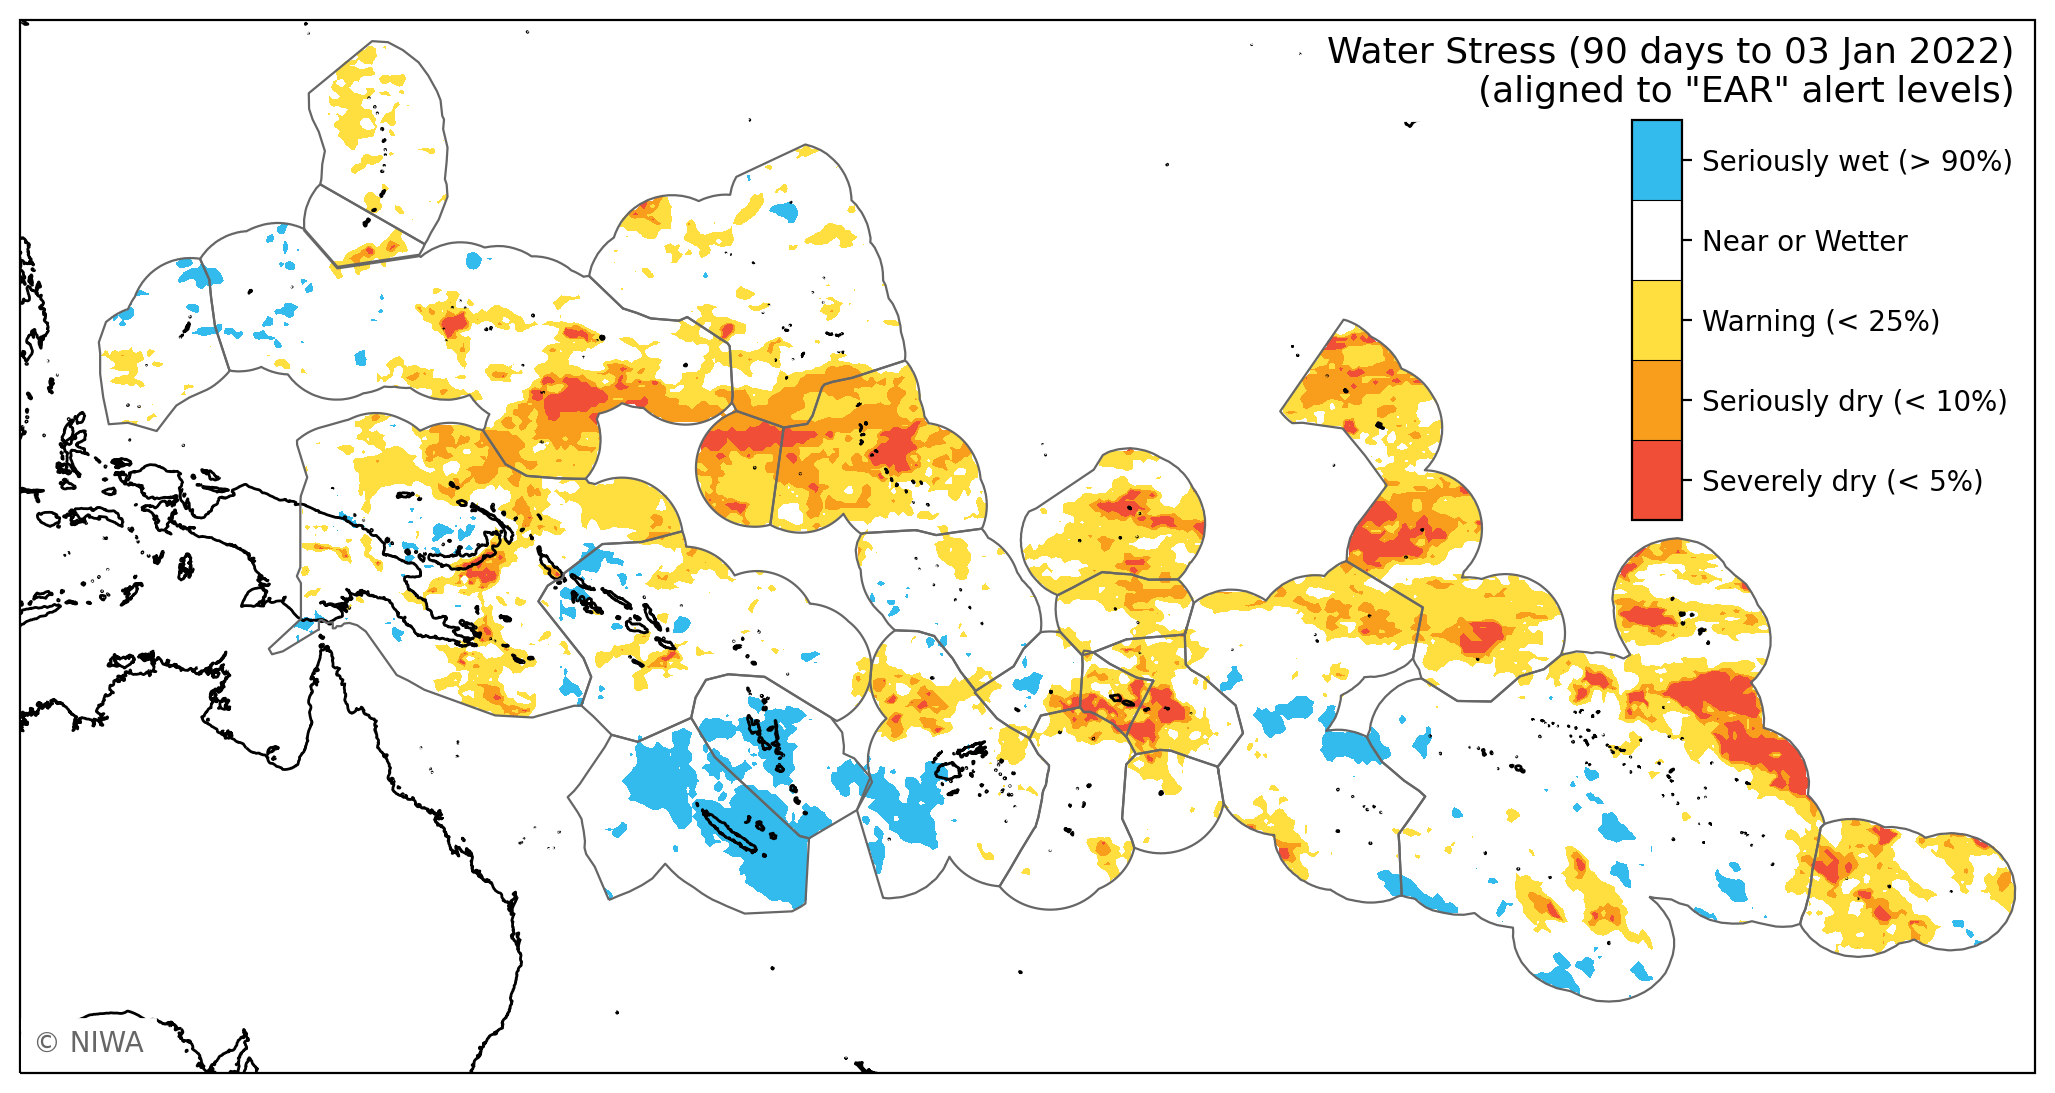 Water Stress (90 days to 03 Jan 2022)
(aligned to "EAR" alert levels)
Seriously wet (> 90%)
Near or Wetter
Warning (< 25%)
Seriously dry (< 10%)
Severely dry (< 5%)
© NIWA